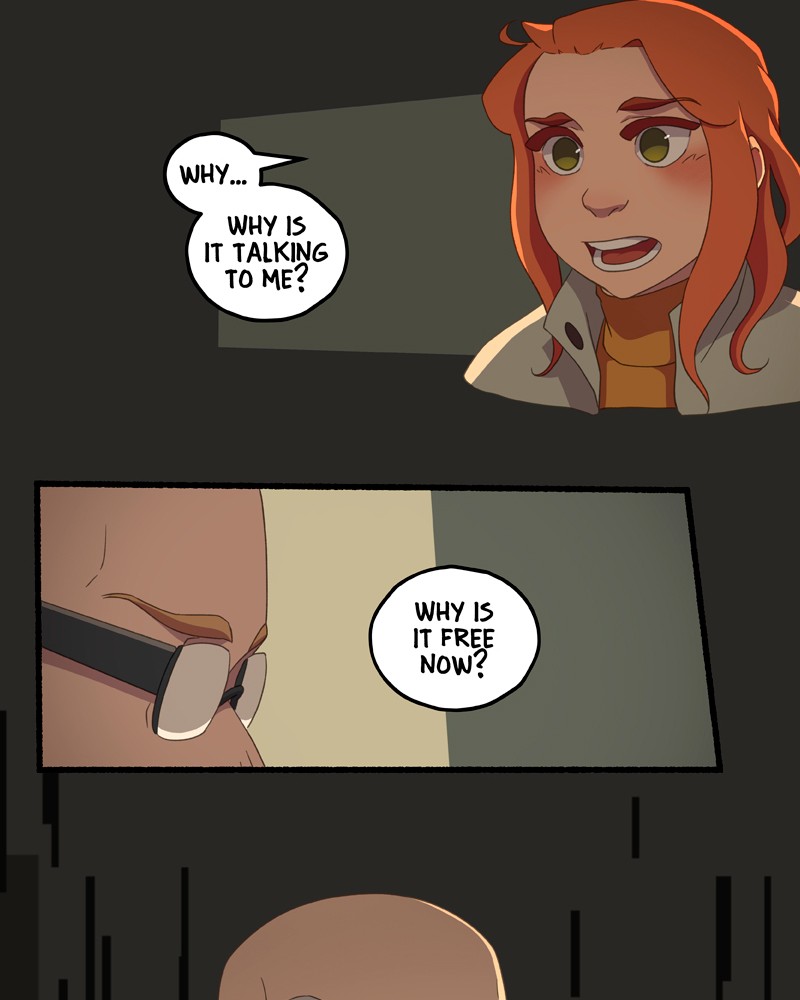 WHY...
WHY IS
IT TALKING
TO ME?
WHY IS
IT FREE
NOW?